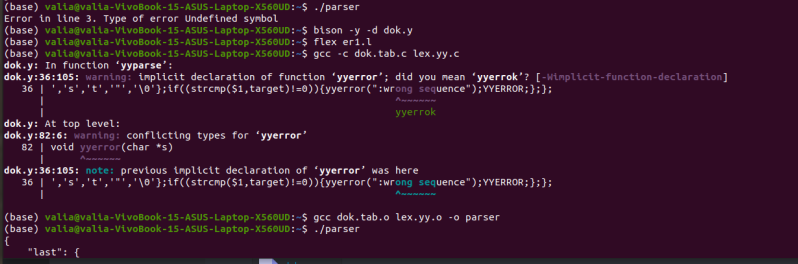 (base) valia@valia-VivoBook-15-ASUS-Laptop-X560UD:~$ ./parser
Error in line 3. Type of error Undefined symbol
(base) valia@valia-VivoBook-15-ASUS-Laptop-X560UD:~$ bison -y -d dok.y
(base) valia@valia-VivoBook-15-ASUS-Laptop-X560UD:~$ flex er1.l
(base) valia@valia-VivoBook-15-ASUS-Laptop-X560UD:~$ gcc -c dok.tab.c lex.yy.c
dok.y: In function ‘yyparse’:
dok.y:36:105: warning: implicit declaration of function ‘yyerror’; did you mean ‘yyerrok’? [-Wimplicit-function-declaration]
36 | ','s','t','"','\0'};if((strcmp($1,target)!=0)){yyerror(":wrong sequence");YYERROR;};};
| ^~~~~~~
| yyerrok
dok.y: At top level:
dok.y:82:6: warning: conflicting types for ‘yyerror’
82 | void yyerror(char *s)
| ^~~~~~~
dok.y:36:105: note: previous implicit declaration of ‘yyerror’ was here
36 | ','s','t','"','\0'};if((strcmp($1,target)!=0)){yyerror(":wrong sequence");YYERROR;};};
| ^~~~~~~
(base) valia@valia-VivoBook-15-ASUS-Laptop-X560UD:~$ gcc dok.tab.o lex.yy.o -o parser
(base) valia@valia-VivoBook-15-ASUS-Laptop-X560UD:~$ ./parser
{
"last": {